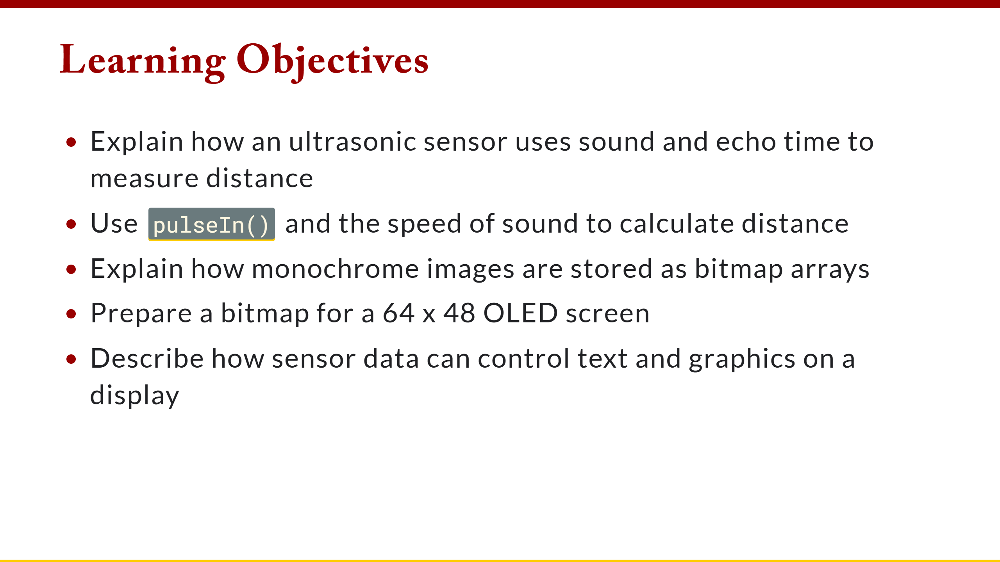 Learning Objectives
• Explain how an ultrasonic sensor uses sound and echo time to
measure distance
• Use pulseIn() and the speed of sound to calculate distance
• Explain how monochrome images are stored as bitmap arrays
• Prepare a bitmap for a 64 x 48 OLED screen
• Describe how sensor data can control text and graphics on a
display